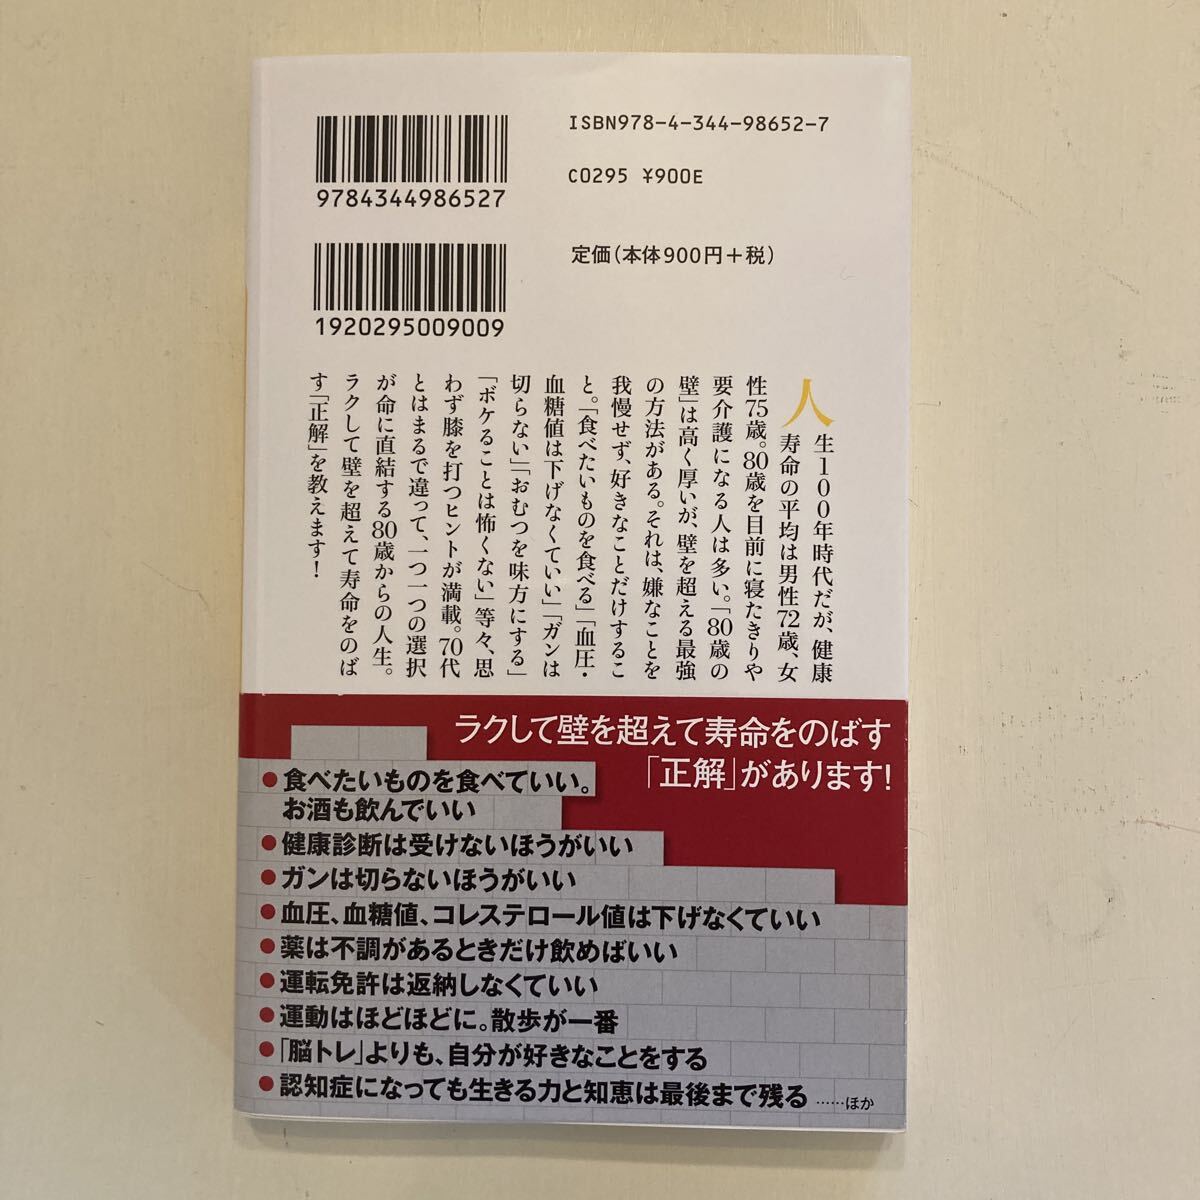 ISBN978-4-344-98652-7
C0295 ¥900E
9784344986527
定価(本体900円+税)
1920295009009
人生100年時代だが、健康
寿命の平均は男性72歳、女
性75歳。80歳を目前に寝たきりや
要介護になる人は多い。「80歳の
壁」は高く厚いが、壁を超える最強
の方法がある。それは、嫌なことを
我慢せず、好きなことだけするこ
と。「食べたいものを食べる」「血圧・
血糖値は下げなくていい」「ガンは
切らない」「おむつを味方にする」
「ボケることは怖くない」等々、思
わず膝を打つヒントが満載。70代
とはまるで違って、一つ一つの選択
が命に直結する80歳からの人生。
ラクして壁を超えて寿命をのば
す「正解」を教えます!
ラクして壁を超えて寿命をのばす
「正解」があります!
●食べたいものを食べていい。
お酒も飲んでいい
●健康診断は受けないほうがいい
●ガンは切らないほうがいい
●血圧、血糖値、コレステロール値は下げなくていい
●薬は不調があるときだけ飲めばいい
●運転免許は返納しなくていい
●運動はほどほどに。散歩が一番
●「脳トレ」よりも、自分が好きなことをする
●認知症になっても生きる力と知恵は最後まで残る ……ほか